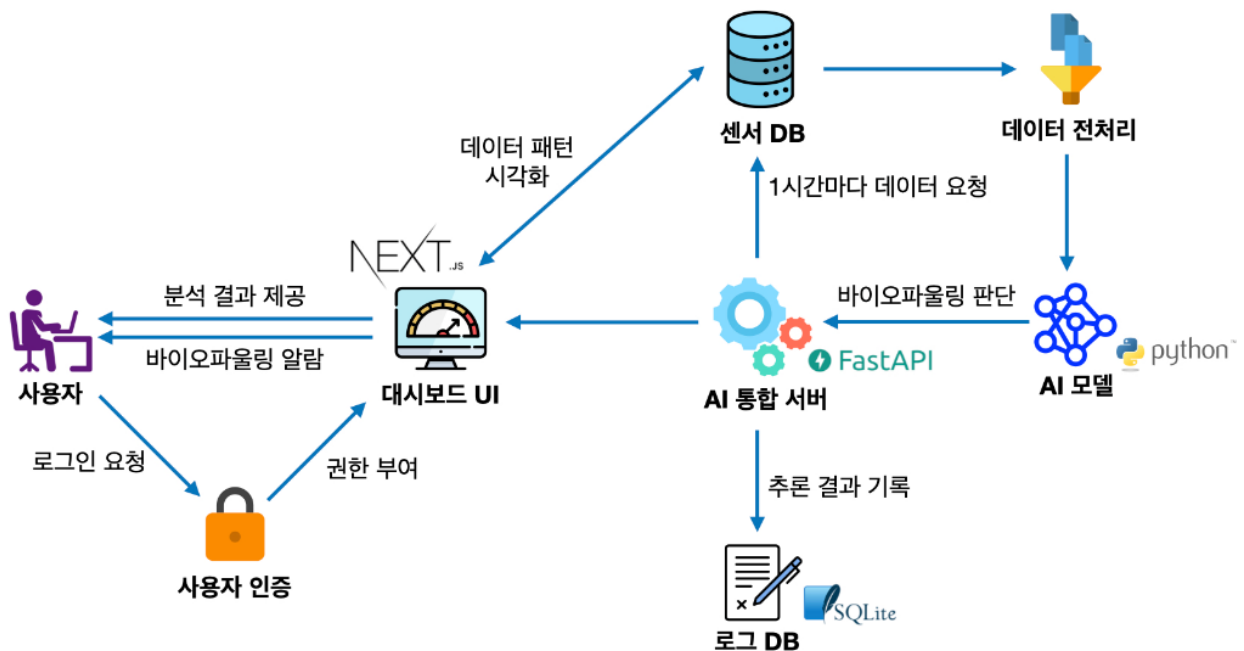 센서 DB
데이터 전처리
데이터 패턴
시각화
1시간마다 데이터 요청
NEXT.JS
분석 결과 제공
바이오파울링 판단
바이오파울링 알람
FastAPI
python™
사용자
대시보드 UI
AI 통합 서버
AI 모델
로그인 요청
권한 부여
추론 결과 기록
사용자 인증
SQLite
로그 DB